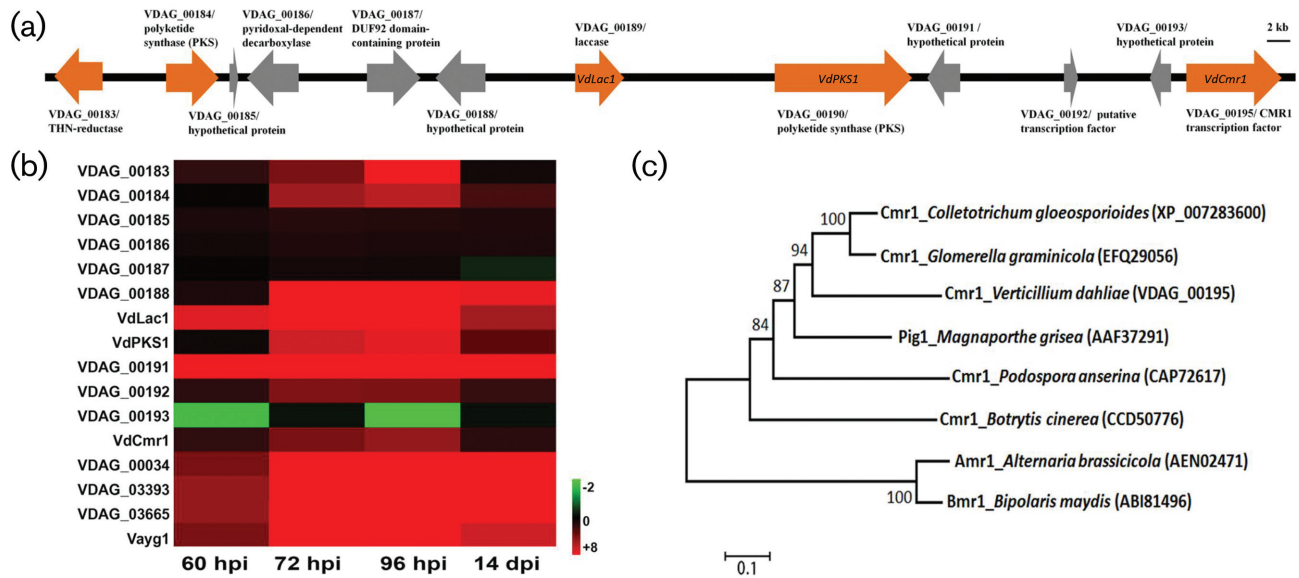 (a)
VDAG_00184/
polyketide
synthase (PKS)
VDAG_00186/
pyridoxal-dependent
decarboxylase
VDAG_00187/
DUF92 domain-
containing protein
VDAG_00189/
laccase
VDAG_00191 /
hypothetical protein
VDAG_00193/
hypothetical protein
2 kb
VdLac1
VdPKS1
VdCmr1
VDAG_00183/
THN-reductase
VDAG_00185/
hypothetical protein
VDAG_00188/
hypothetical protein
VDAG_00190/
polyketide synthase (PKS)
VDAG_00192/ putative
transcription factor
VDAG_00195/ CMR1
transcription factor
(b)
VDAG_00183
VDAG_00184
VDAG_00185
VDAG_00186
VDAG_00187
VDAG_00188
VdLac1
VdPKS1
VDAG_00191
VDAG_00192
VDAG_00193
VdCmr1
VDAG_00034
VDAG_03393
VDAG_03665
Vayg1
60 hpi 72 hpi 96 hpi 14 dpi
-2
0
+8
(c)
100
94
87
84
100
Cmr1_Colletotrichum gloeosporioides (XP_007283600)
Cmr1_Glomerella graminicola (EFQ29056)
Cmr1_Verticillium dahliae (VDAG_00195)
Pig1_Magnaporthe grisea (AAF37291)
Cmr1_Podospora anserina (CAP72617)
Cmr1_Botrytis cinerea (CCD50776)
Amr1_Alternaria brassicicola (AEN02471)
Bmr1_Bipolaris maydis (ABI81496)
0.1